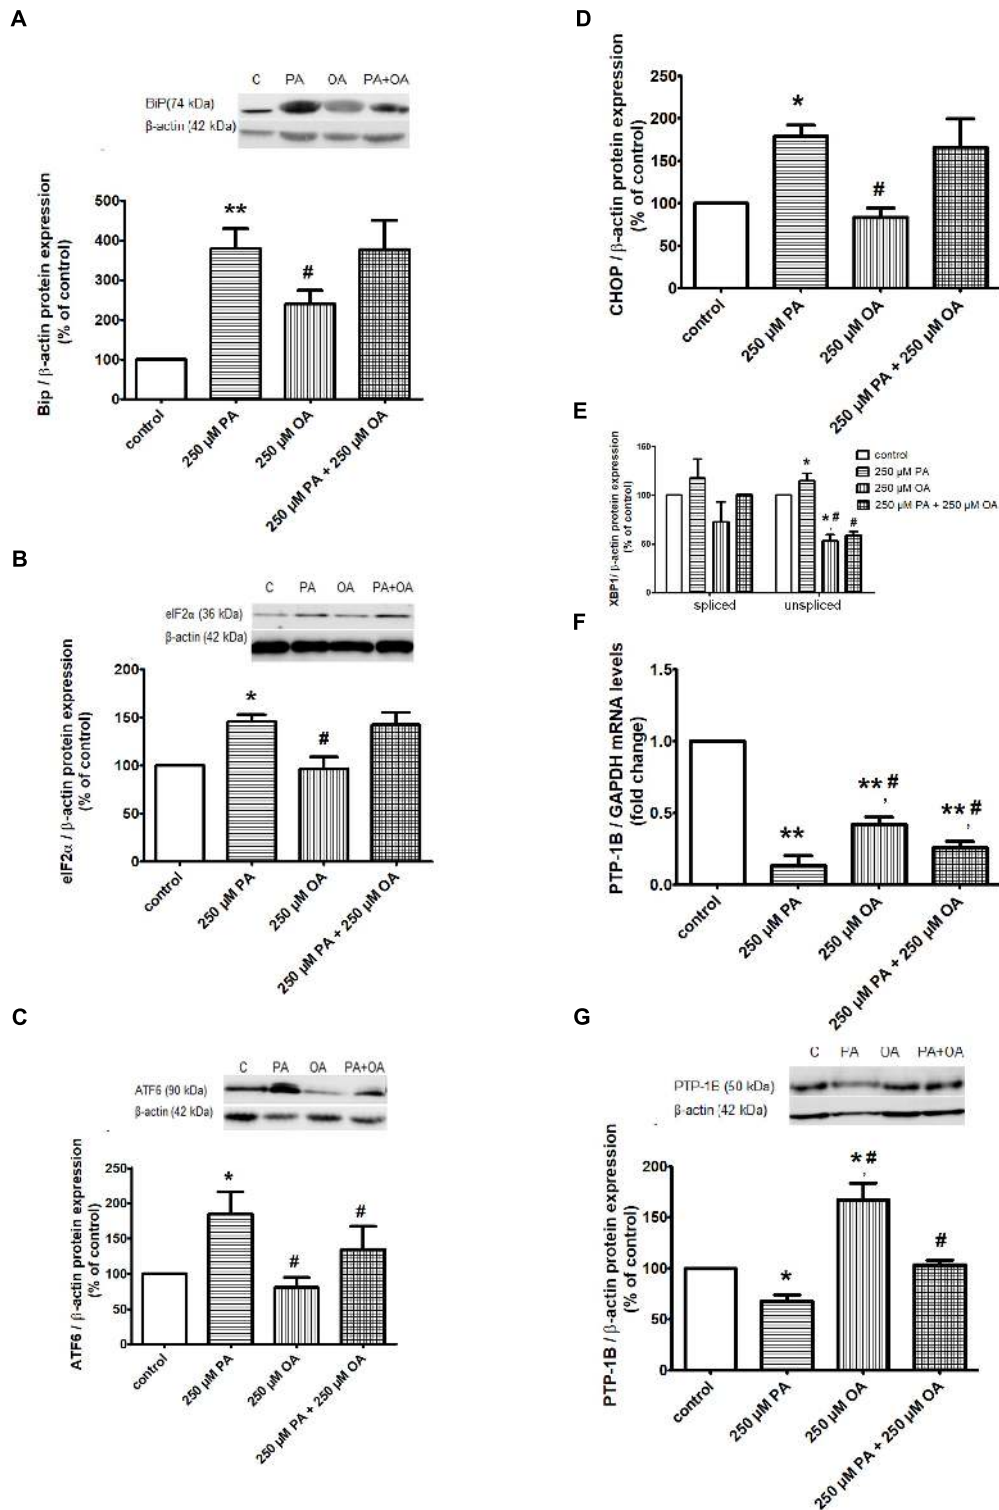 A
C PA OA PA+OA
BiP(74 kDa)
β-actin (42 kDa)
Bip / β-actin protein expression
(% of control)
500
400
300
200
100
0
**
#
control
250 µM PA
250 µM OA
250 µM PA + 250 µM OA
B
C PA OA PA+OA
eIF2α (36 kDa)
β-actin (42 kDa)
eIF2α / β-actin protein expression
(% of control)
200
150
100
50
0
*
#
control
250 µM PA
250 µM OA
250 µM PA + 250 µM OA
C
C PA OA PA+OA
ATF6 (90 kDa)
β-actin (42 kDa)
ATF6 / β-actin protein expression
(% of control)
250
200
150
100
50
0
*
#
#
control
250 µM PA
250 µM OA
250 µM PA + 250 µM OA
D
CHOP / β-actin protein expression
(% of control)
250
200
150
100
50
0
*
#
control
250 µM PA
250 µM OA
250 µM PA + 250 µM OA
E
XBP1/ β-actin protein expression
(% of control)
150
100
50
0
*
*,#
#
spliced unspliced
control
250 µM PA
250 µM OA
250 µM PA + 250 µM OA
F
PTP-1B / GAPDH mRNA levels
(fold change)
1.5
1.0
0.5
0.0
**
**,#
**,#
control
250 µM PA
250 µM OA
250 µM PA + 250 µM OA
G
C PA OA PA+OA
PTP-1B (50 kDa)
β-actin (42 kDa)
PTP-1B / β-actin protein expression
(% of control)
200
150
100
50
0
*
*,#
#
control
250 µM PA
250 µM OA
250 µM PA + 250 µM OA